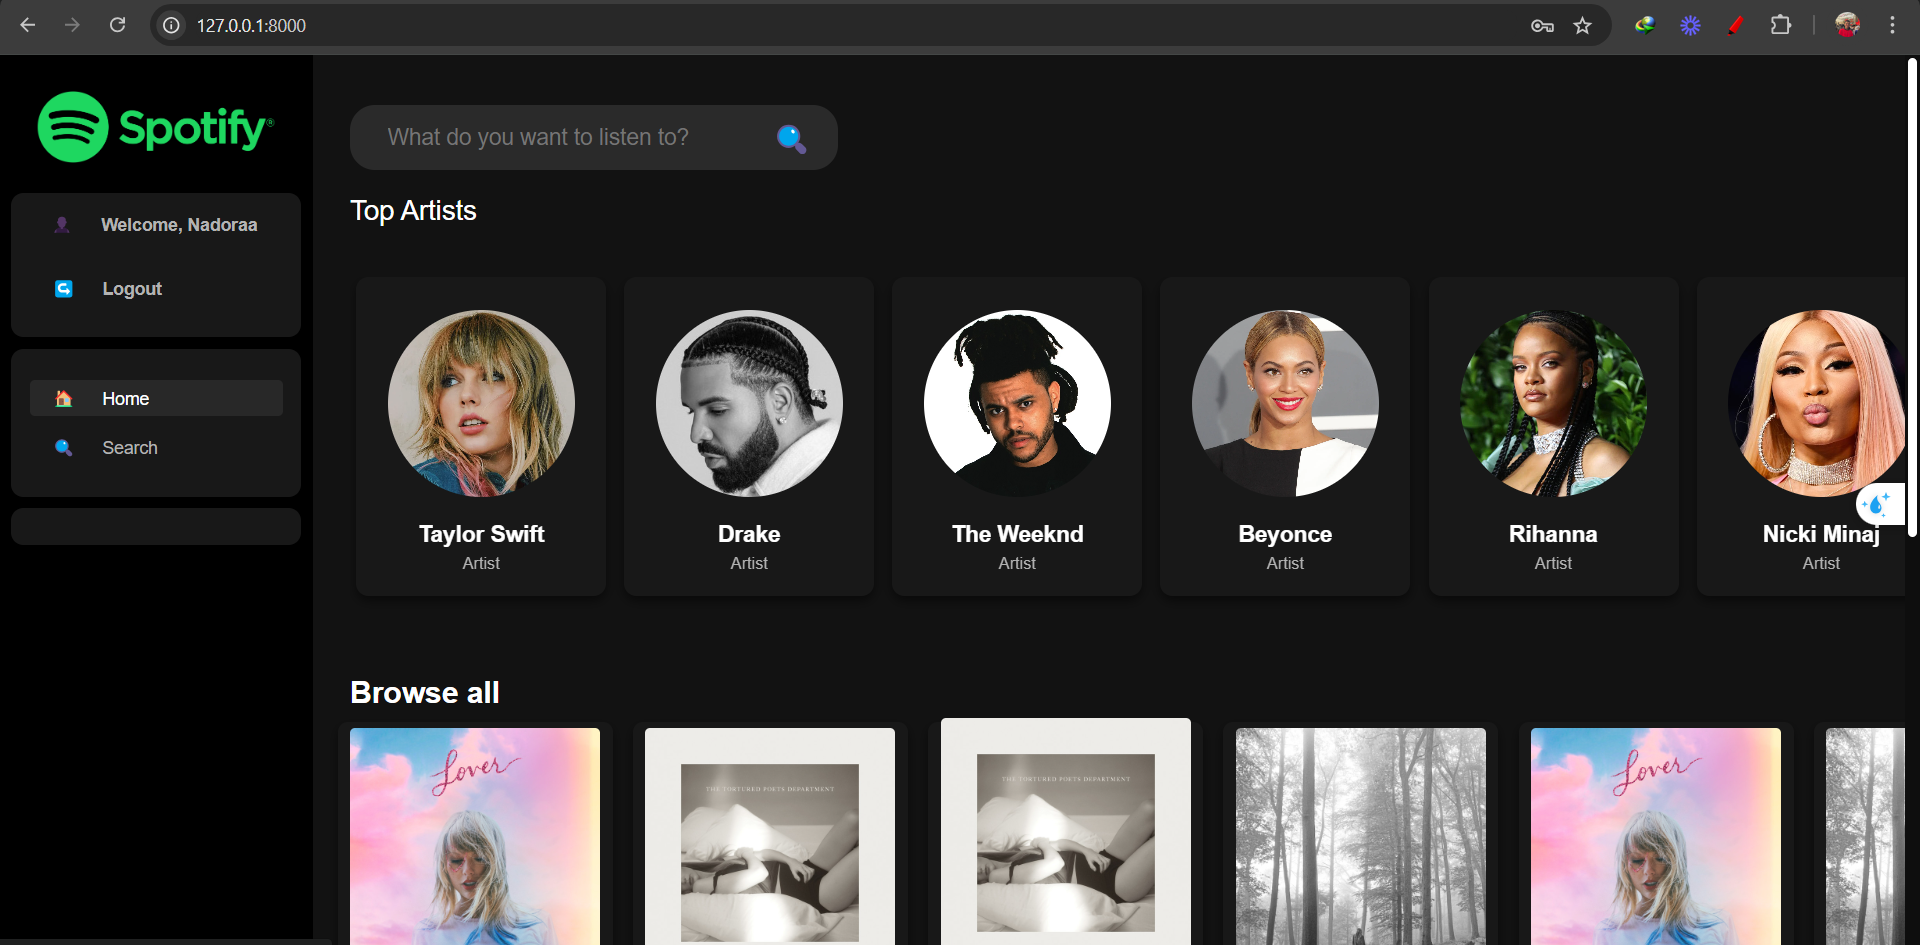 127.0.0.1:8000
Spotify®
Welcome, Nadoraa
Logout
Home
Search
What do you want to listen to?
Top Artists
Taylor Swift
Artist
Drake
Artist
The Weeknd
Artist
Beyonce
Artist
Rihanna
Artist
Nicki Minaj
Artist
Browse all
Lover
THE TORTURED POETS DEPARTMENT
THE TORTURED POETS DEPARTMENT
Lover